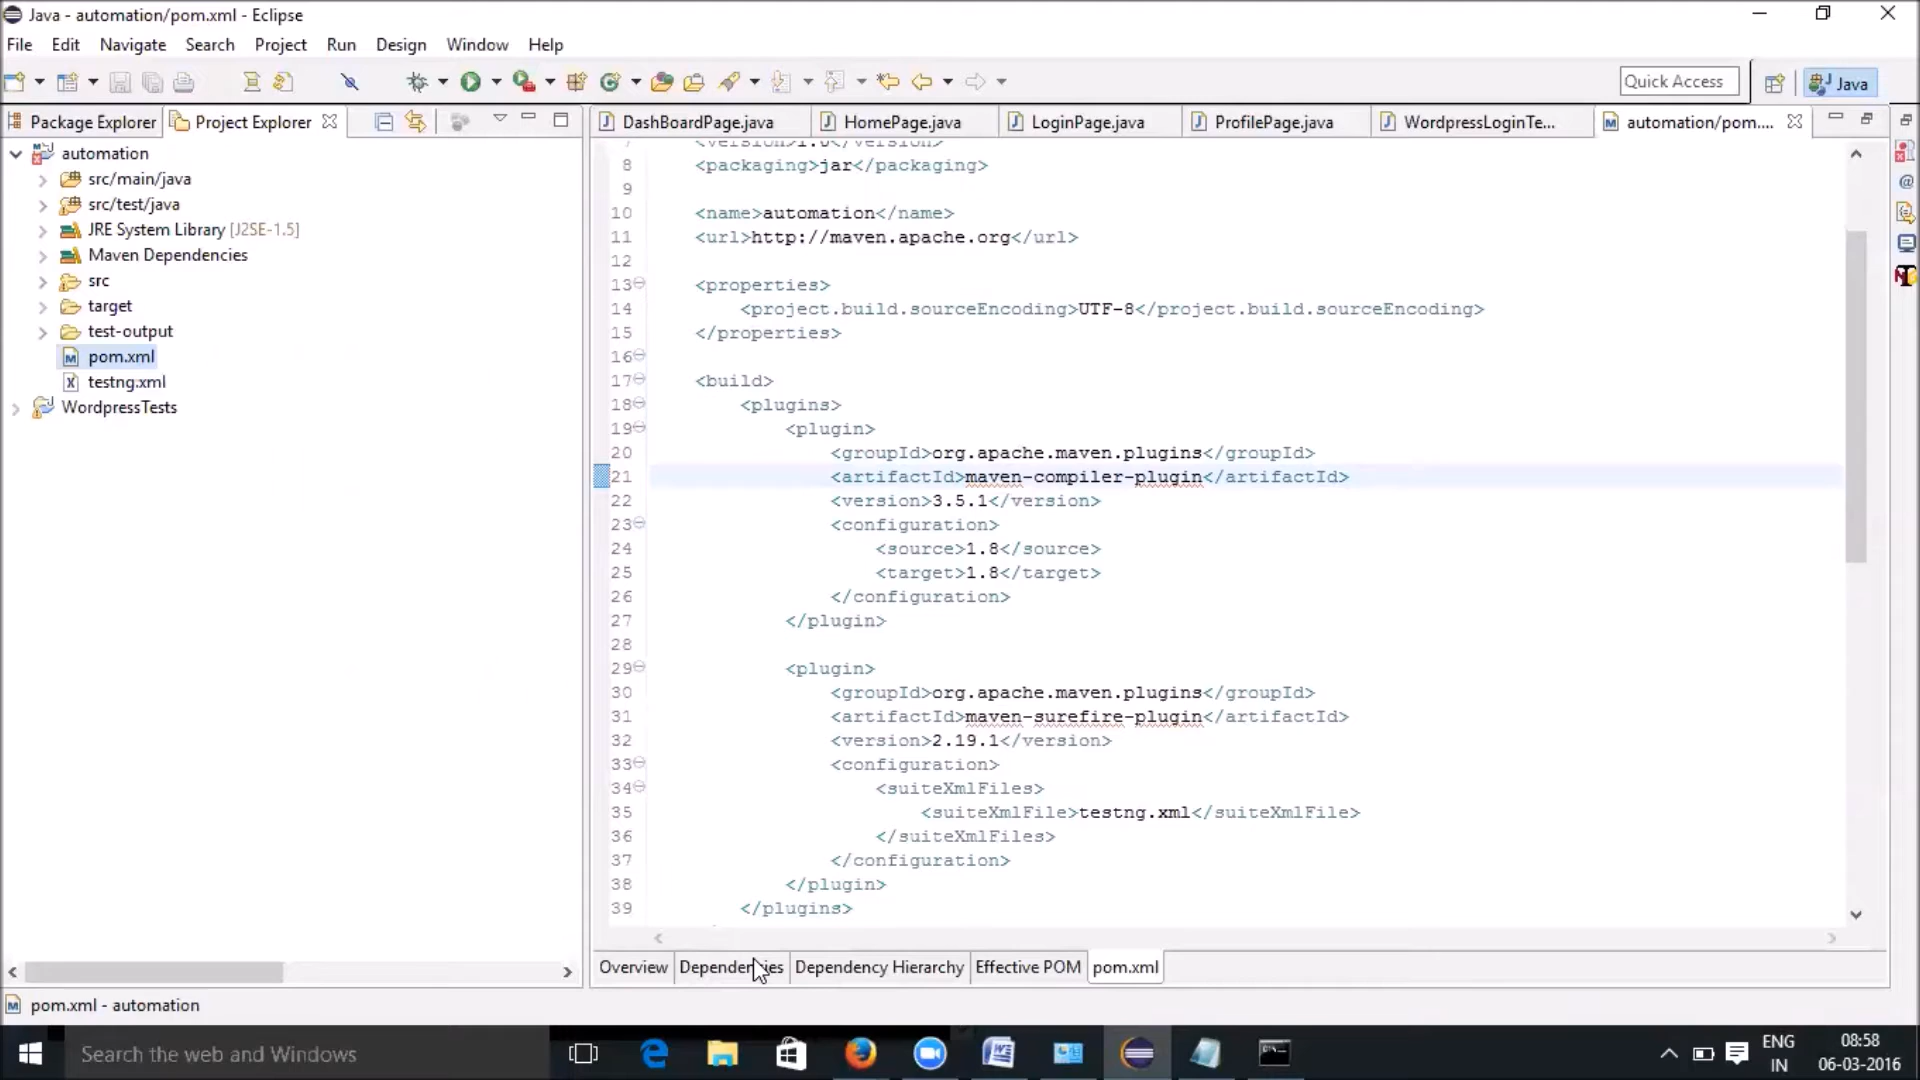 Java - automation/pom.xml - Eclipse
File Edit Navigate Search Project Run Design Window Help
Quick Access
Java
Package Explorer
Project Explorer
DashBoardPage.java
HomePage.java
LoginPage.java
ProfilePage.java
WordpressLoginTe...
automation/pom....
automation
src/main/java
src/test/java
JRE System Library [J2SE-1.5]
Maven Dependencies
src
target
test-output
pom.xml
testng.xml
WordpressTests
7 <version>1.0</version>
8 <packaging>jar</packaging>
9
10 <name>automation</name>
11 <url>http://maven.apache.org</url>
12
13 <properties>
14 <project.build.sourceEncoding>UTF-8</project.build.sourceEncoding>
15 </properties>
16
17 <build>
18 <plugins>
19 <plugin>
20 <groupId>org.apache.maven.plugins</groupId>
21 <artifactId>maven-compiler-plugin</artifactId>
22 <version>3.5.1</version>
23 <configuration>
24 <source>1.8</source>
25 <target>1.8</target>
26 </configuration>
27 </plugin>
28
29 <plugin>
30 <groupId>org.apache.maven.plugins</groupId>
31 <artifactId>maven-surefire-plugin</artifactId>
32 <version>2.19.1</version>
33 <configuration>
34 <suiteXmlFiles>
35 <suiteXmlFile>testng.xml</suiteXmlFile>
36 </suiteXmlFiles>
37 </configuration>
38 </plugin>
39 </plugins>
Overview Dependencies Dependency Hierarchy Effective POM pom.xml
pom.xml - automation
Search the web and Windows
ENG
IN
08:58
06-03-2016